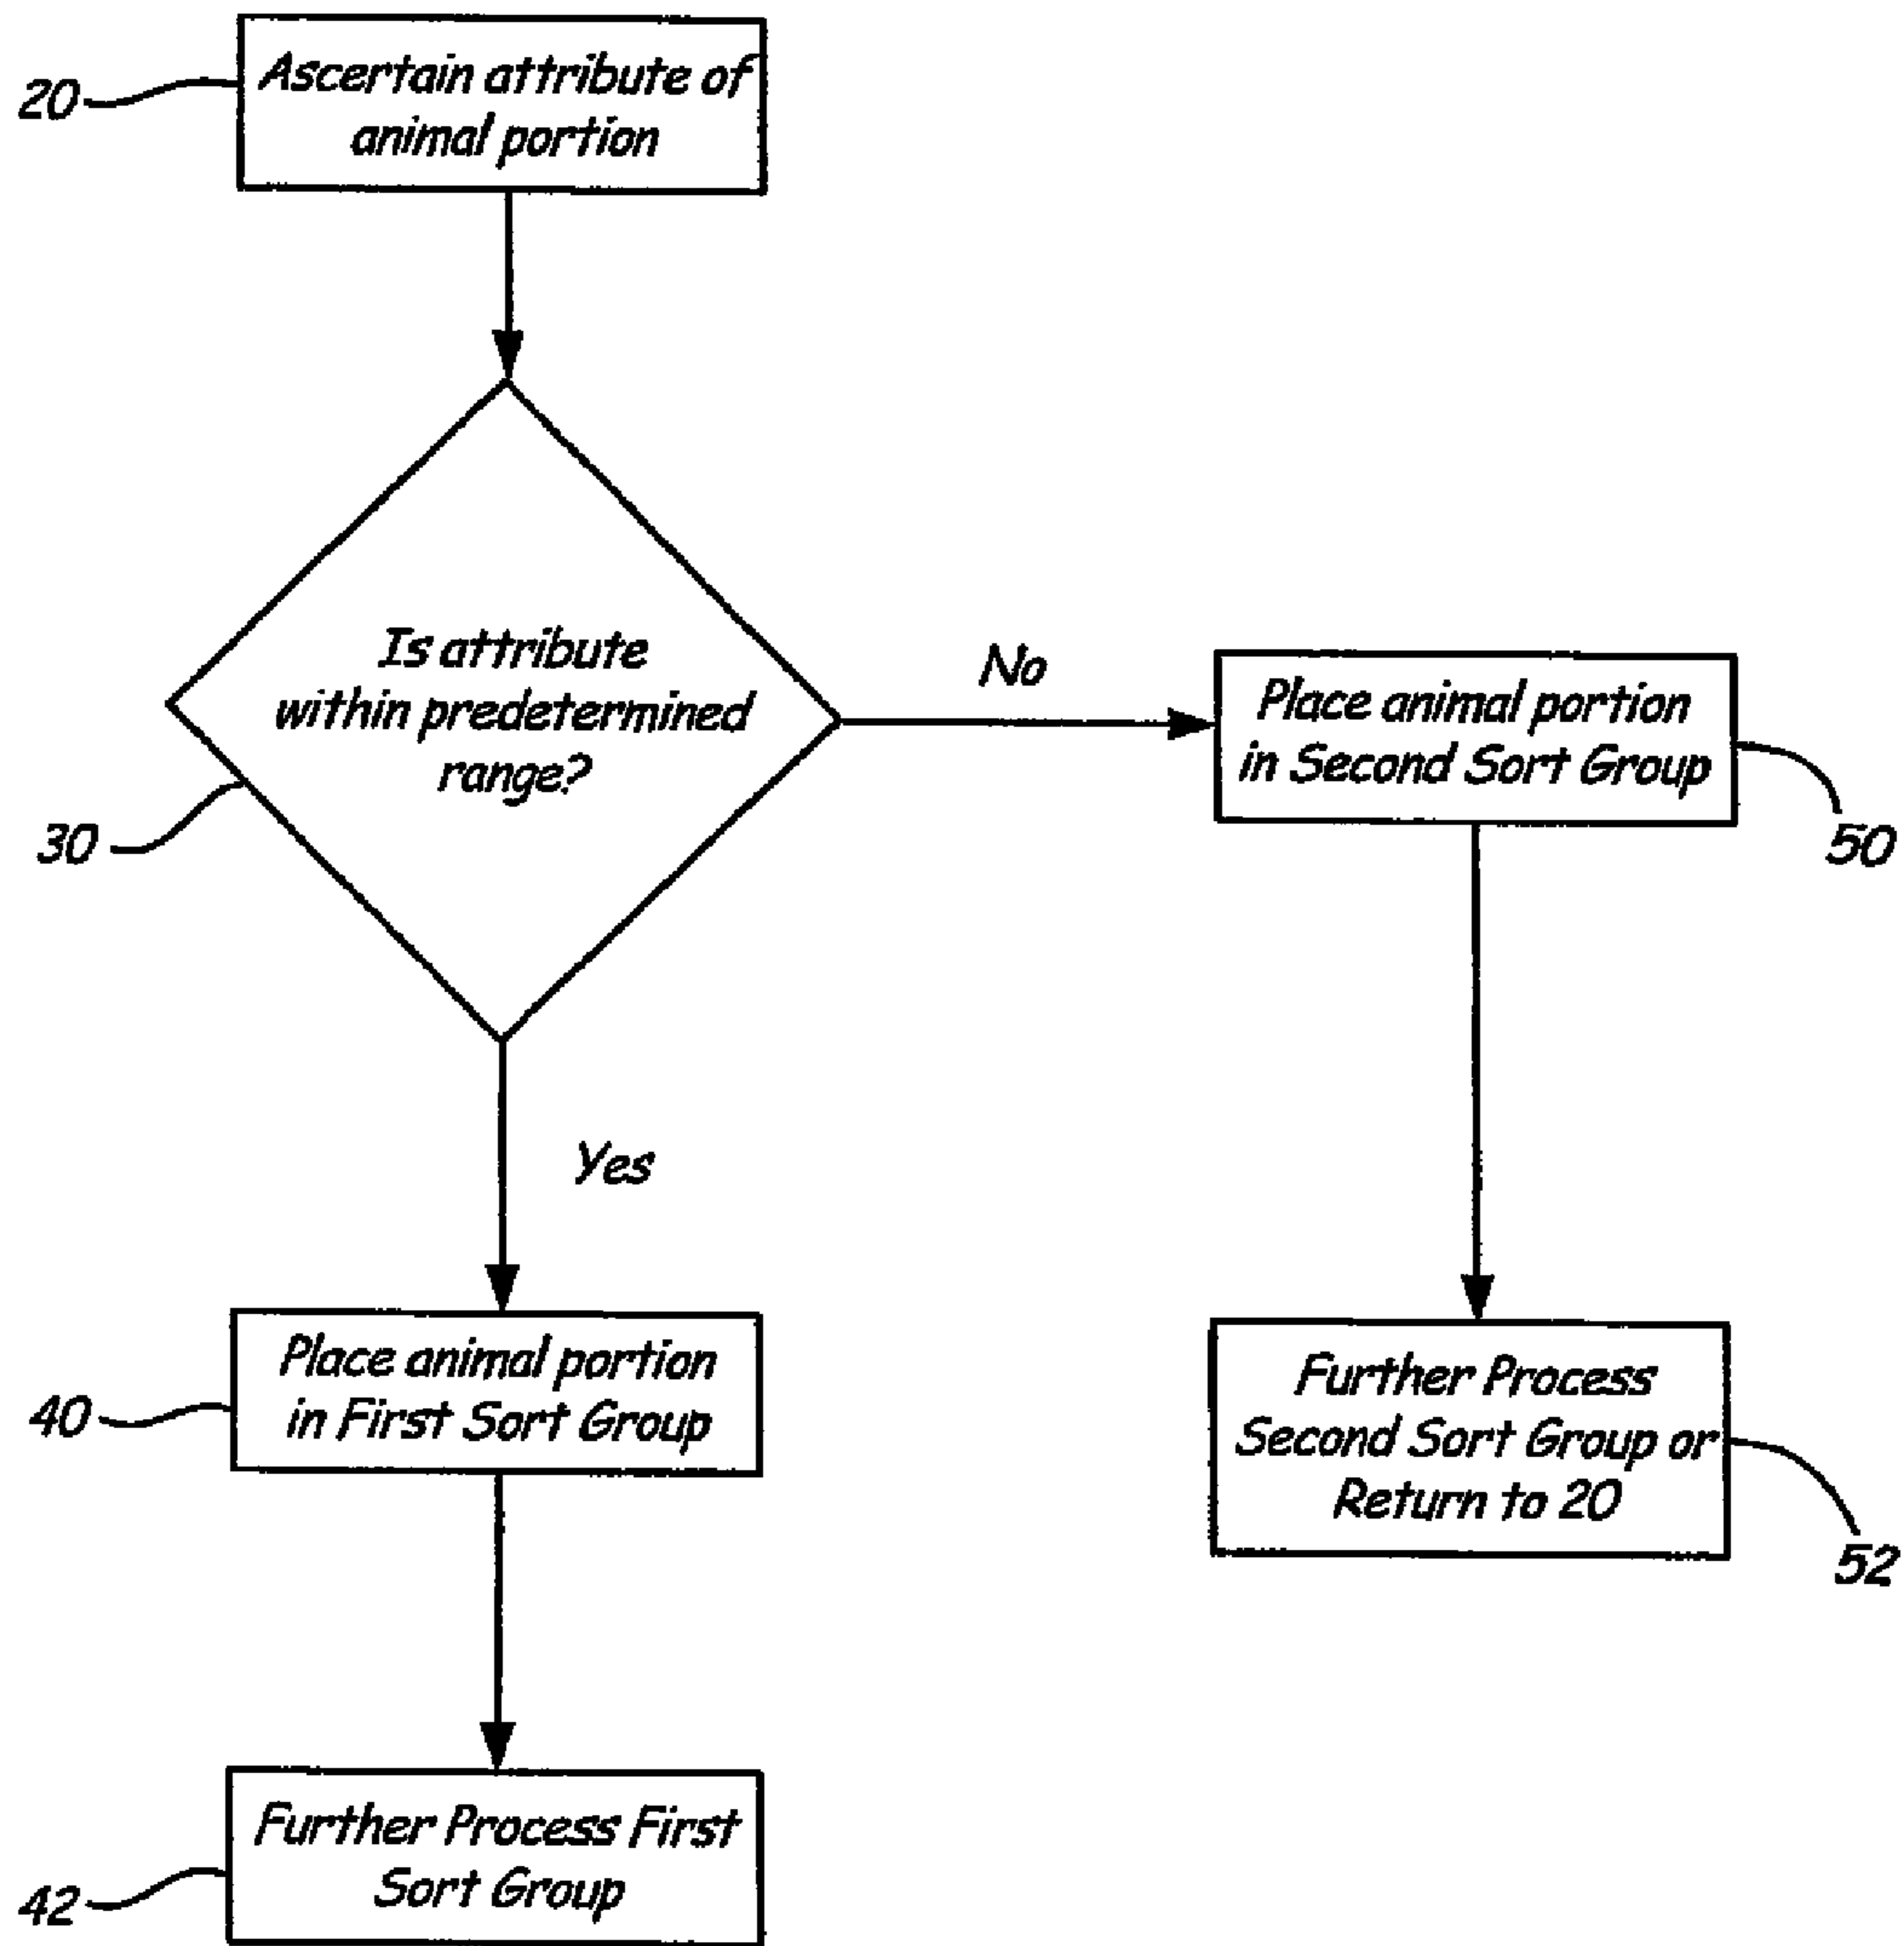 20
Ascertain attribute of
animal portion
Is attribute
within predetermined
range?
30
No
Place animal portion
in Second Sort Group
50
Yes
Place animal portion
in First Sort Group
40
Further Process
Second Sort Group or
Return to 20
52
Further Process First
Sort Group
42